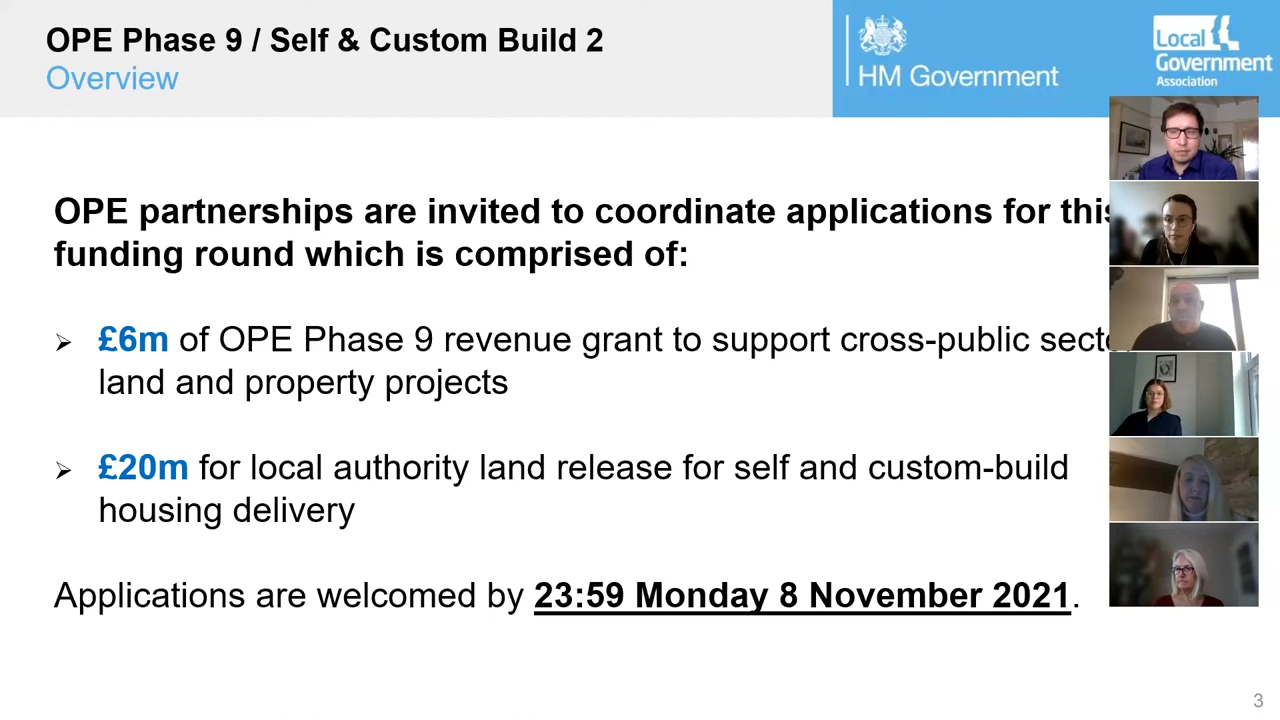 OPE Phase 9 / Self & Custom Build 2
Overview
HM Government
Local
Government
Association
OPE partnerships are invited to coordinate applications for this
funding round which is comprised of:
➢ £6m of OPE Phase 9 revenue grant to support cross-public sector
land and property projects
➢ £20m for local authority land release for self and custom-build
housing delivery
Applications are welcomed by 23:59 Monday 8 November 2021.
3